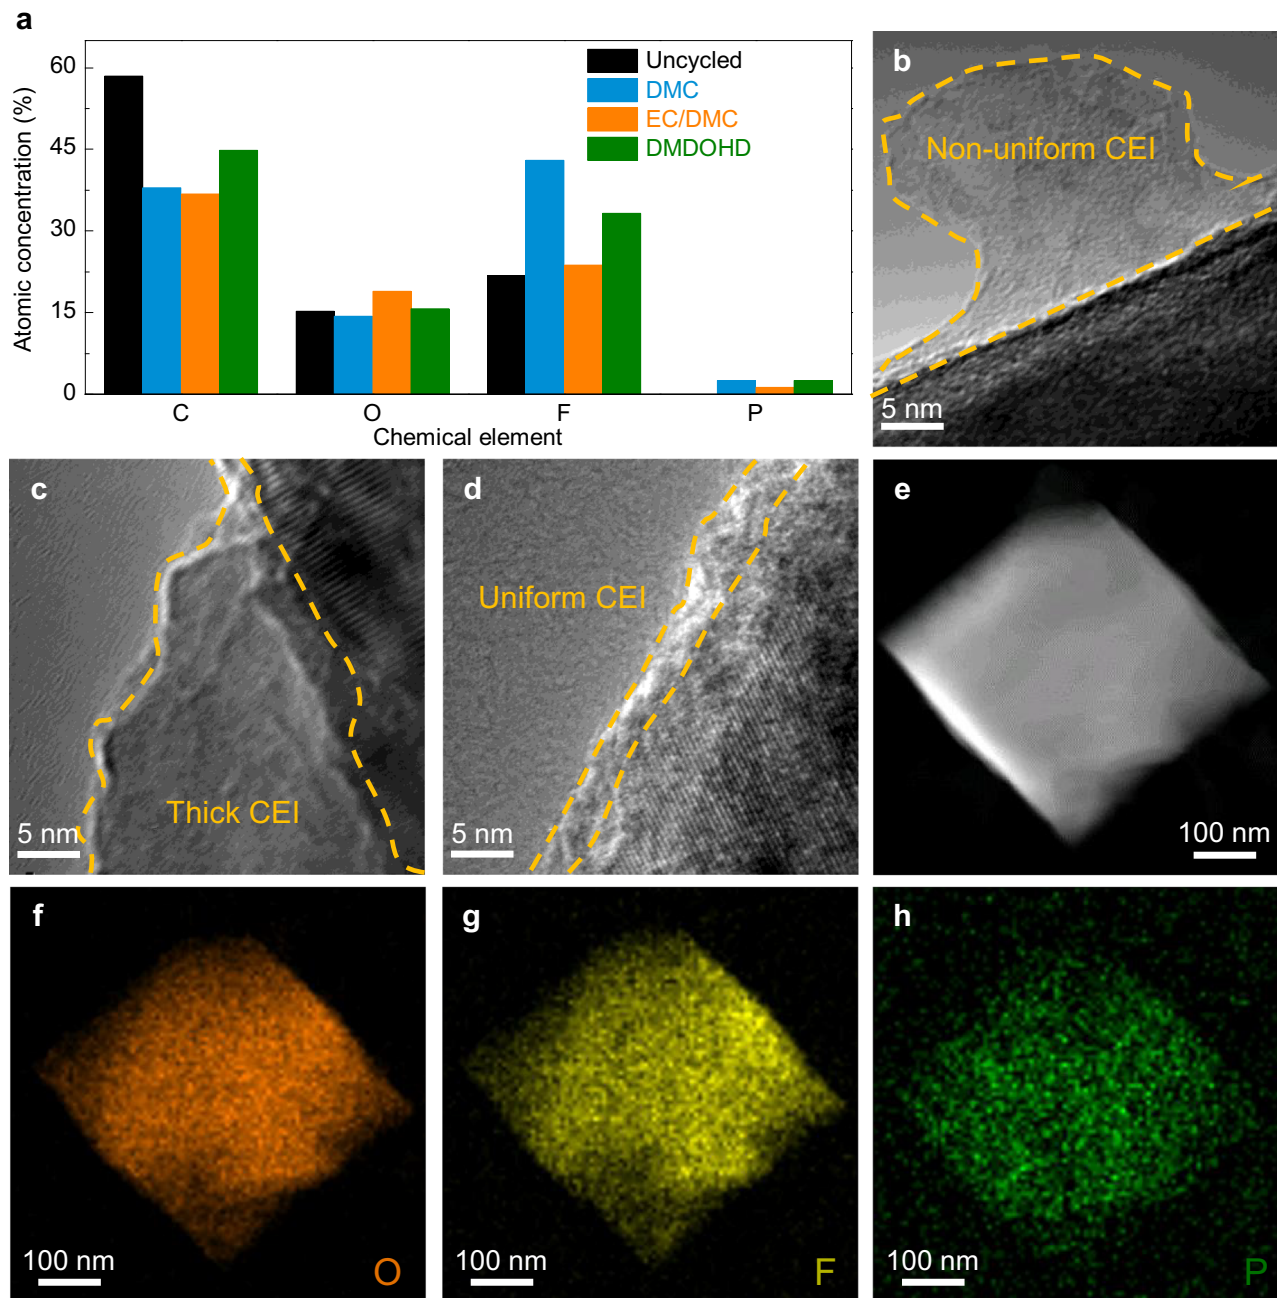 a
Atomic concentration (%)
60
45
30
15
0
Uncycled
DMC
EC/DMC
DMDOHD
C
O
F
P
Chemical element
b
Non-uniform CEI
5 nm
c
Thick CEI
5 nm
d
Uniform CEI
5 nm
e
100 nm
f
100 nm
O
g
100 nm
F
h
100 nm
P